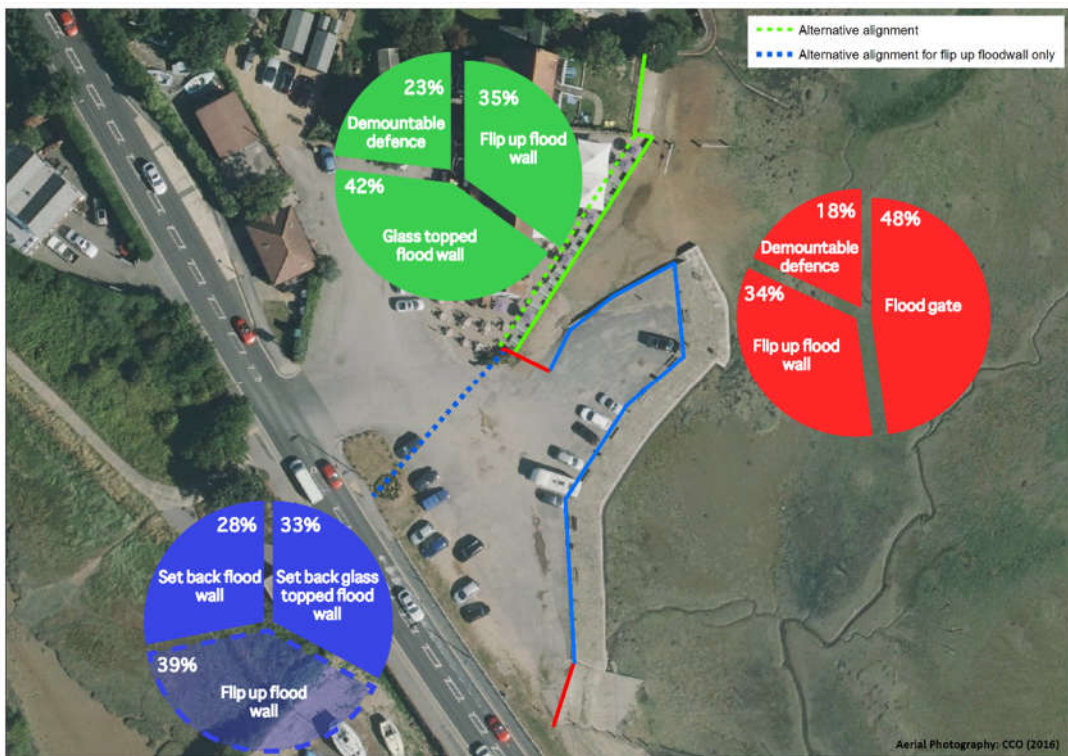 Alternative alignment
Alternative alignment for flip up floodwall only
23%
Demountable
defence
35%
Flip up flood
wall
42%
Glass topped
flood wall
18%
Demountable
defence
48%
Flood gate
34%
Flip up flood
wall
28%
Set back flood
wall
33%
Set back glass
topped flood
wall
39%
Flip up flood
wall
Aerial Photography: CCO (2016)